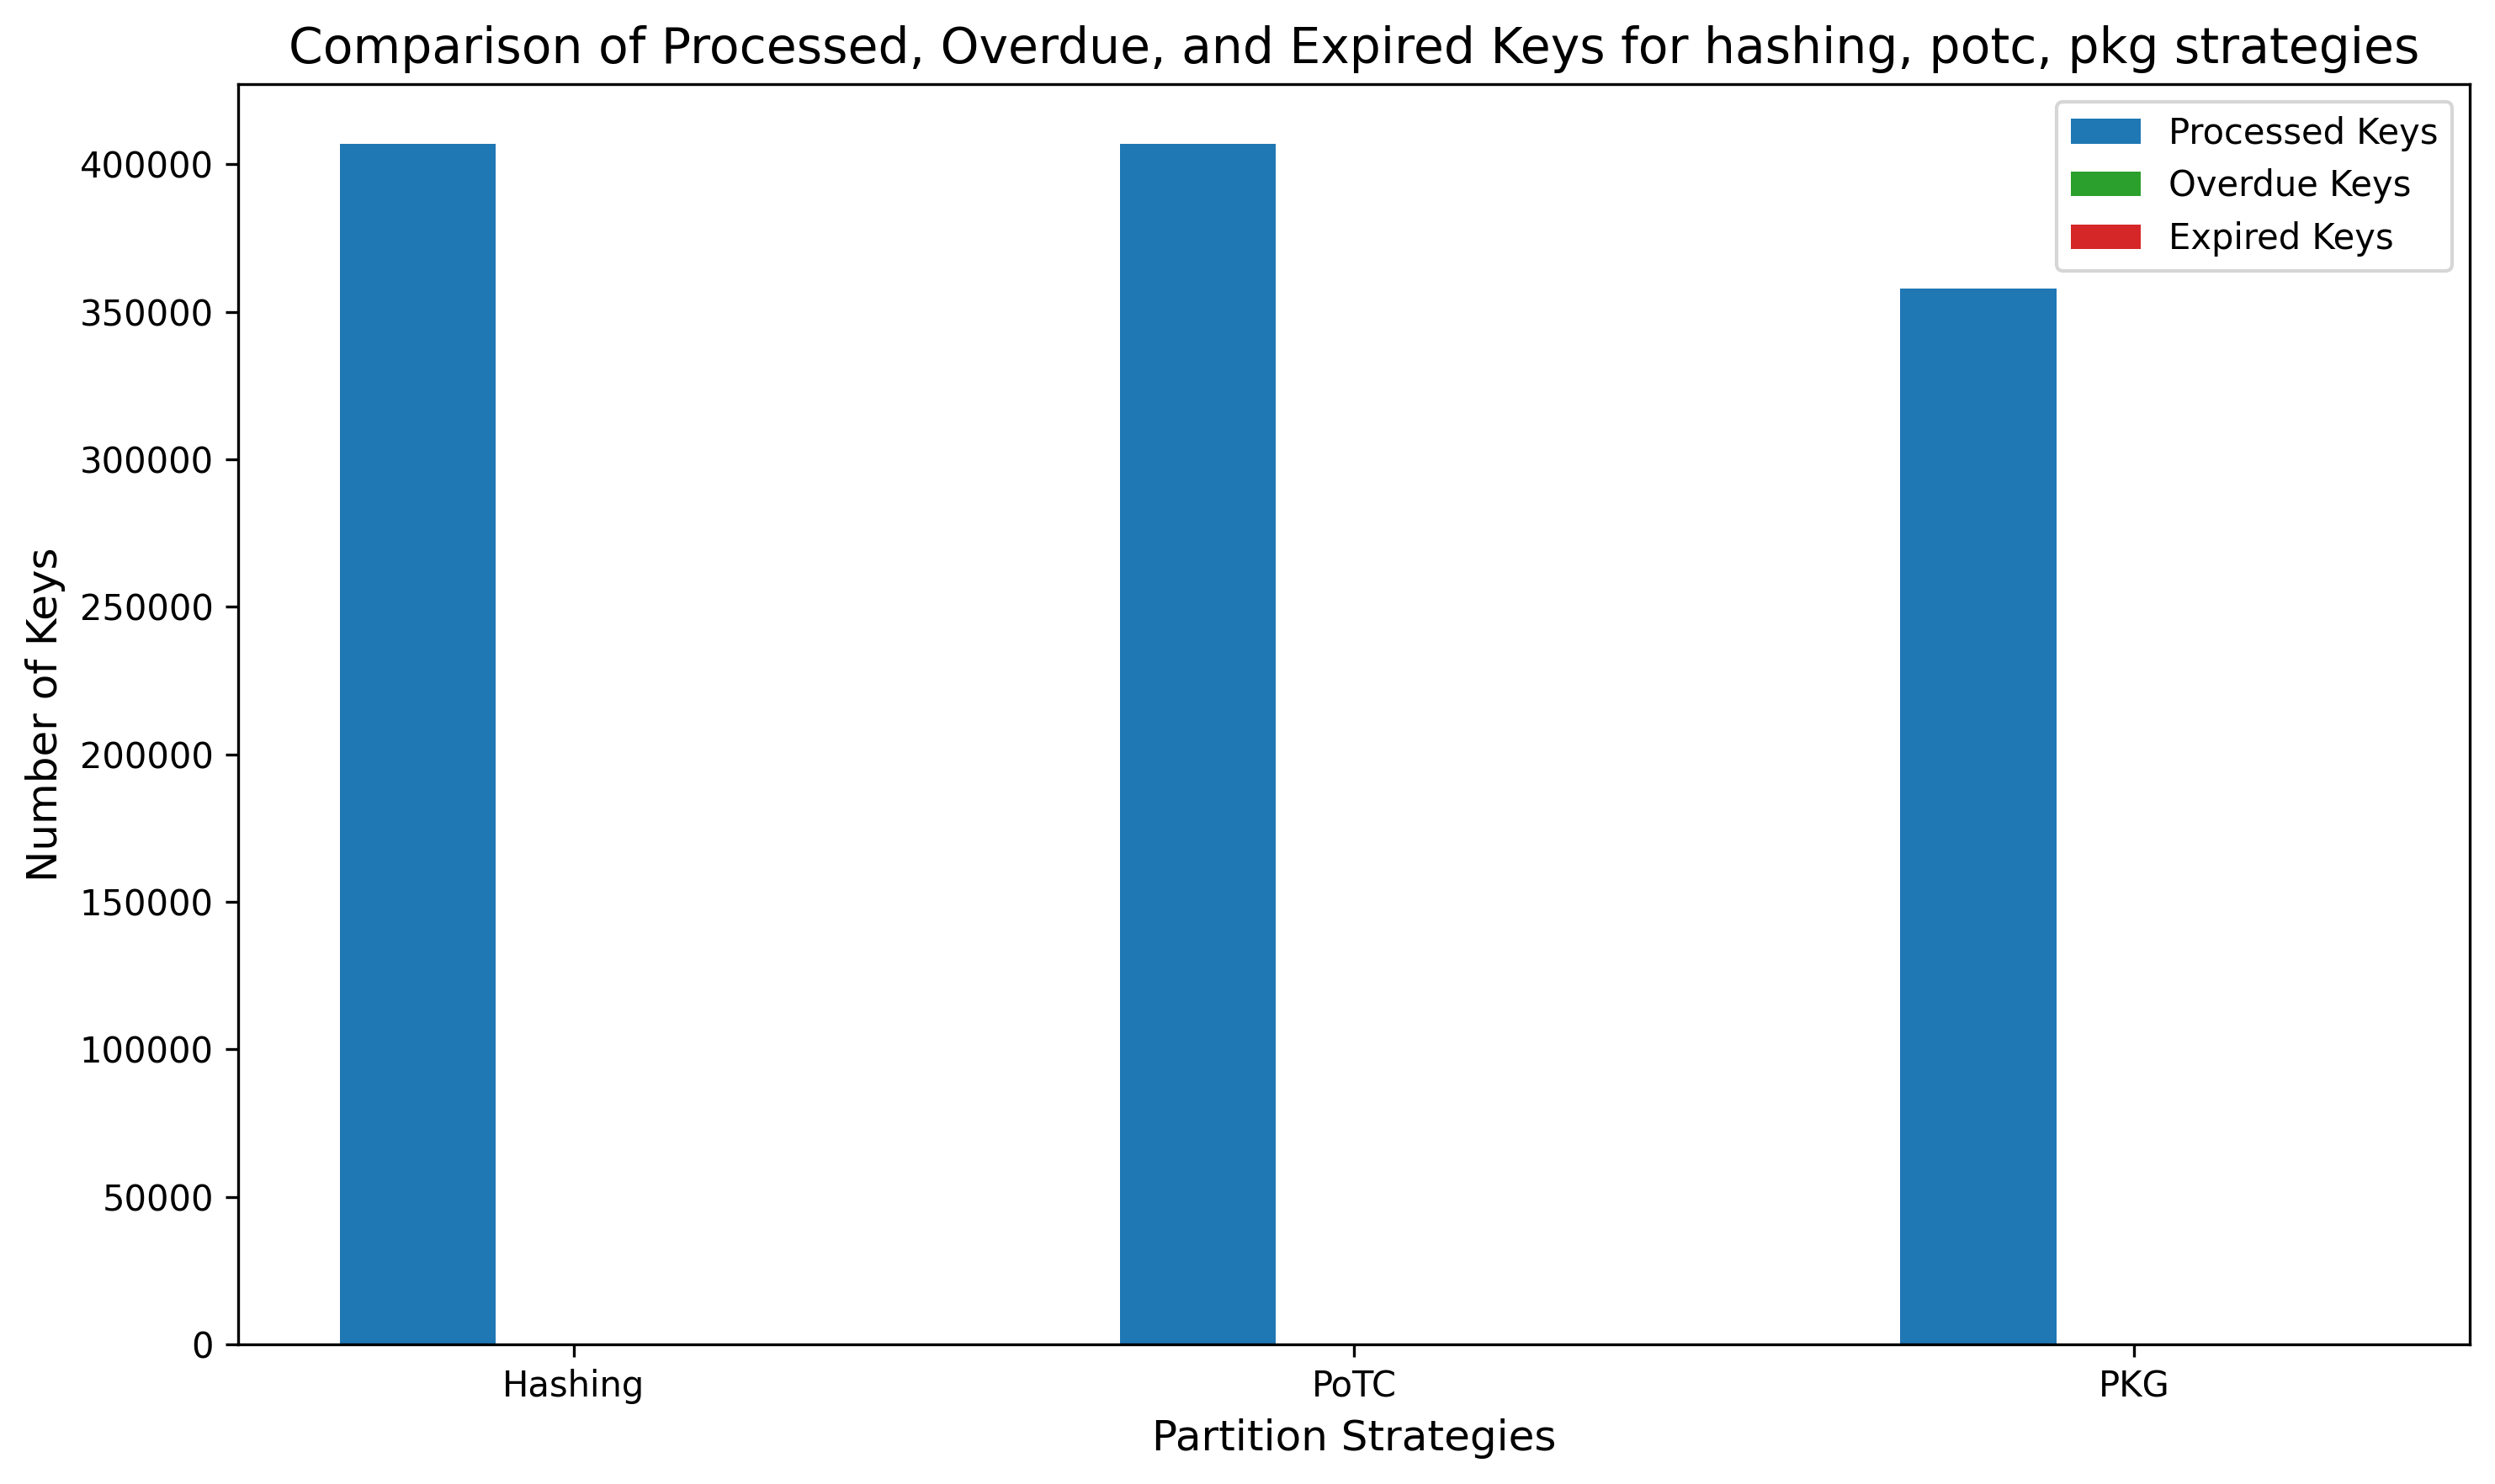 Comparison of Processed, Overdue, and Expired Keys for hashing, potc, pkg strategies
Processed Keys
Overdue Keys
Expired Keys
Number of Keys
400000
350000
300000
250000
200000
150000
100000
50000
0
Hashing
PoTC
PKG
Partition Strategies